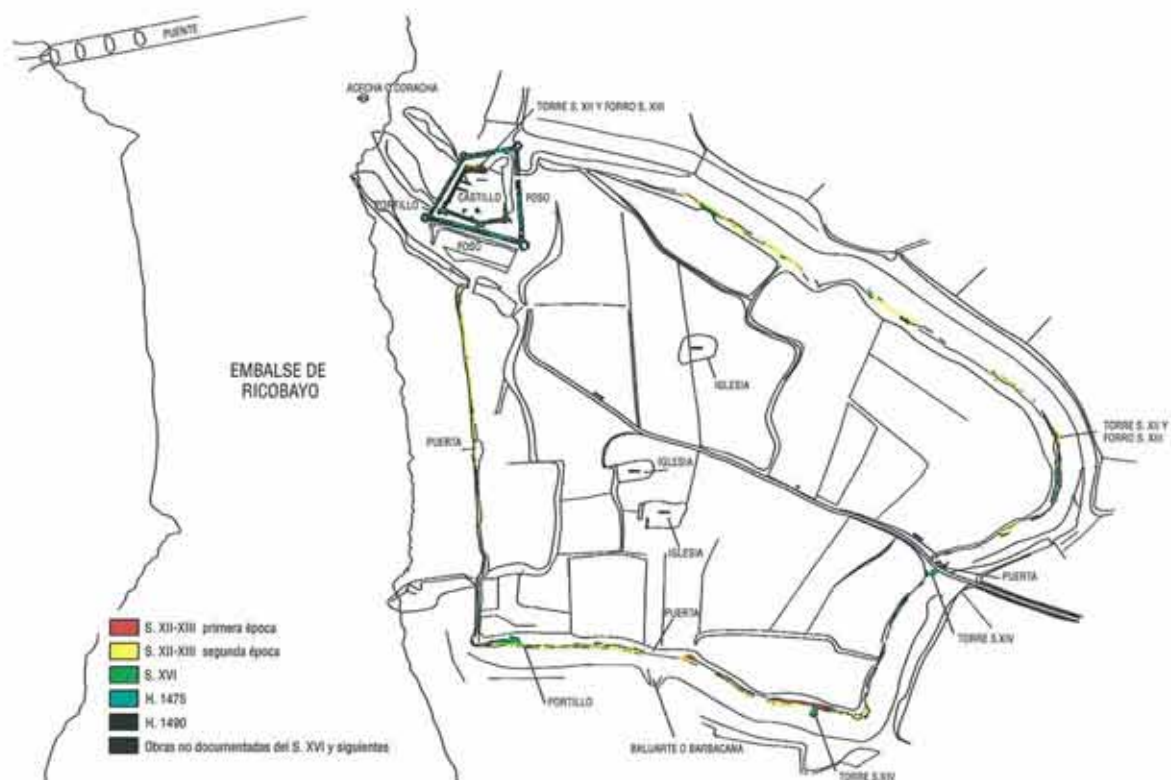 PUENTE
ACECHA O CORACHA
TORRE S. XII Y FORRO S. XIII
CASTILLO
FOSO
PORTILLO
FOSO
EMBALSE DE
RICOBAYO
IGLESIA
PUERTA
IGLESIA
IGLESIA
TORRE S. XII Y
FORRO S. XIII
PUERTA
TORRE S.XIV
PUERTA
PORTILLO
BALUARTE O BARBACANA
TORRE S.XIV
S. XII-XIII primera época
S. XII-XIII segunda época
S. XVI
H. 1475
H. 1490
Obras no documentadas del S. XVI y siguientes